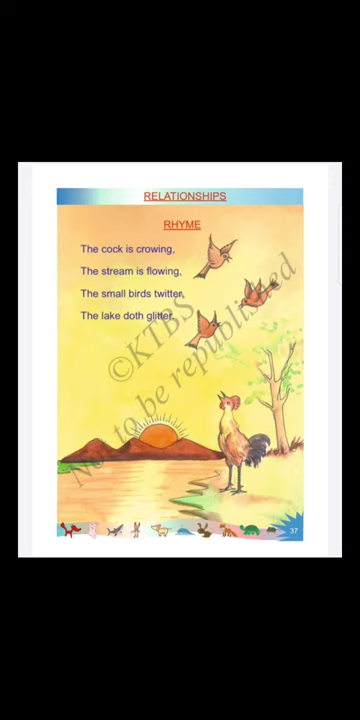 RELATIONSHIPS
RHYME
The cock is crowing,
The stream is flowing,
The small birds twitter,
The lake doth glitter.
©KTBS
Not to be republished
37